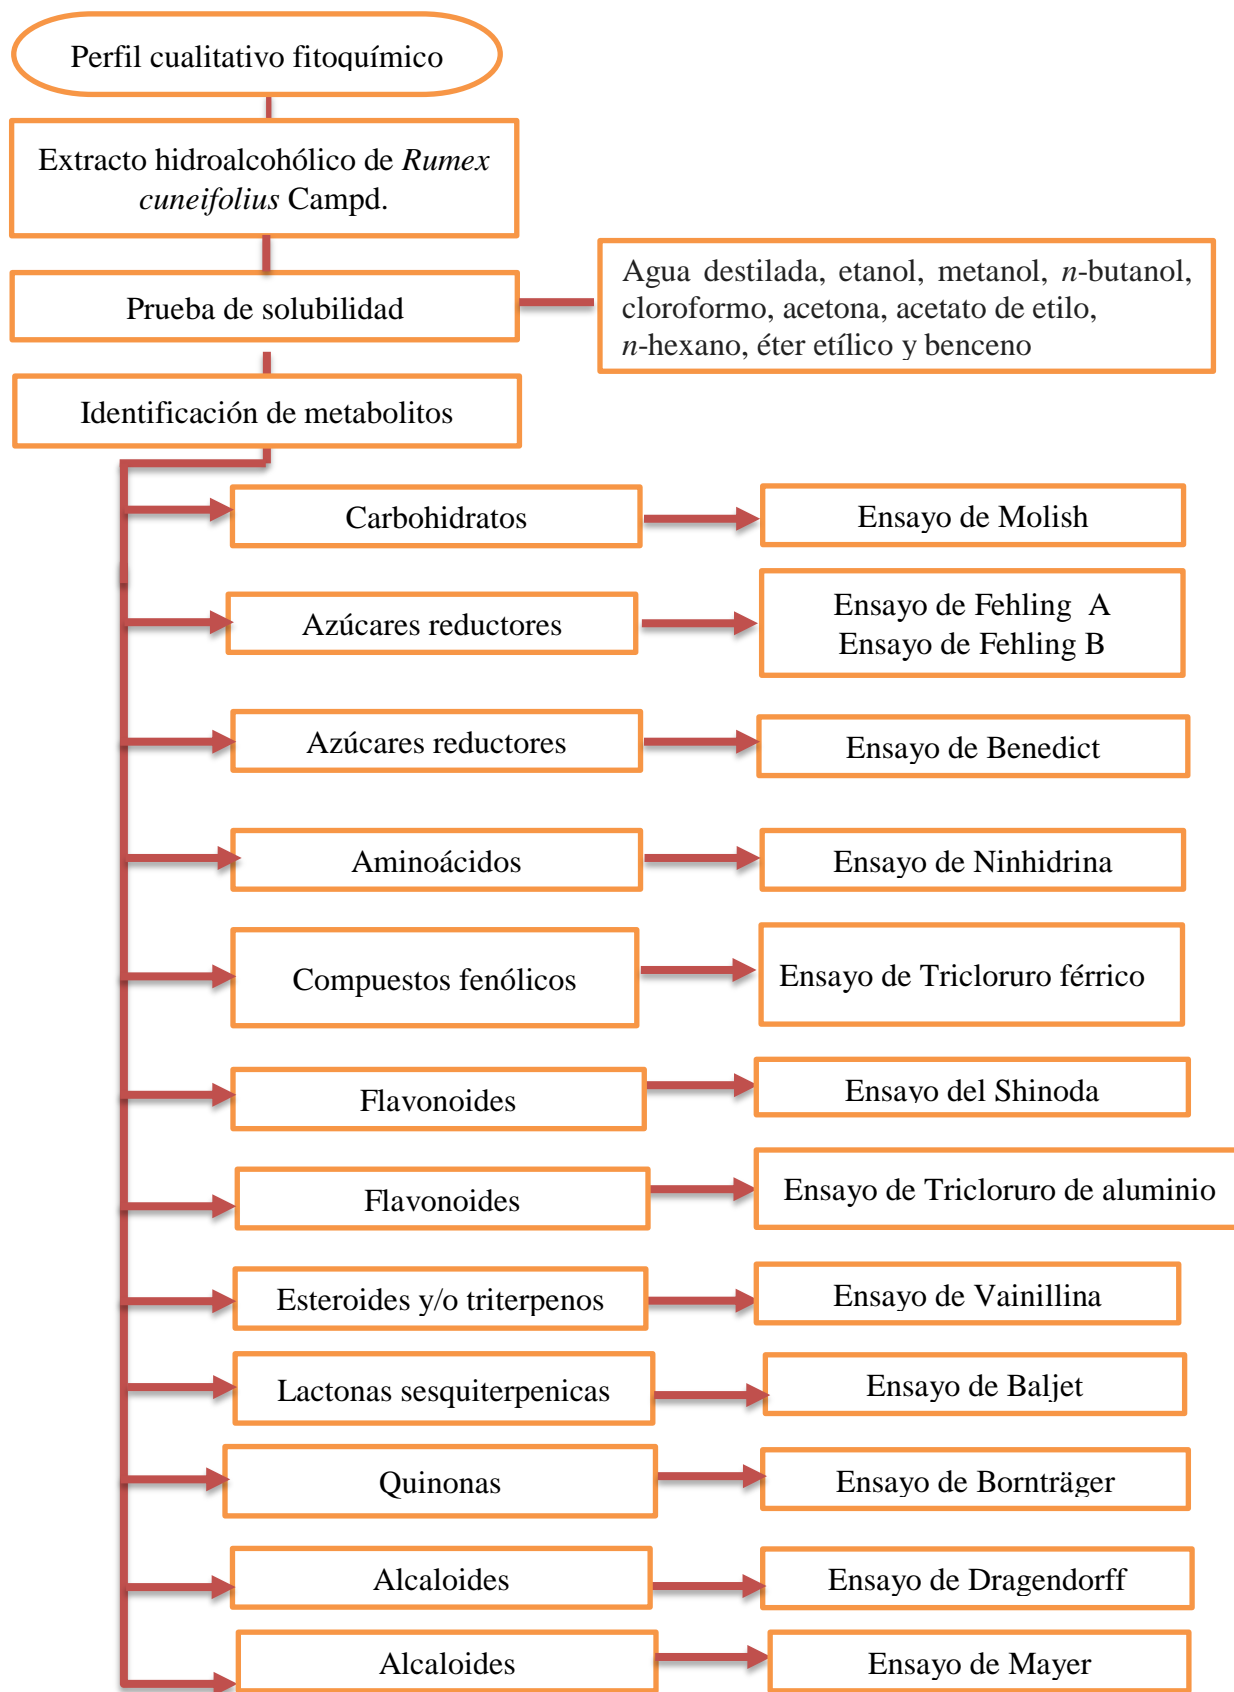 Perfil cualitativo fitoquímico
Extracto hidroalcohólico de Rumex
cuneifolius Campd.
Prueba de solubilidad
Agua destilada, etanol, metanol, n-butanol,
cloroformo, acetona, acetato de etilo,
n-hexano, éter etílico y benceno
Identificación de metabolitos
Carbohidratos
Ensayo de Molish
Azúcares reductores
Ensayo de Fehling A
Ensayo de Fehling B
Azúcares reductores
Ensayo de Benedict
Aminoácidos
Ensayo de Ninhidrina
Compuestos fenólicos
Ensayo de Tricloruro férrico
Flavonoides
Ensayo del Shinoda
Flavonoides
Ensayo de Tricloruro de aluminio
Esteroides y/o triterpenos
Ensayo de Vainillina
Lactonas sesquiterpenicas
Ensayo de Baljet
Quinonas
Ensayo de Bornträger
Alcaloides
Ensayo de Dragendorff
Alcaloides
Ensayo de Mayer